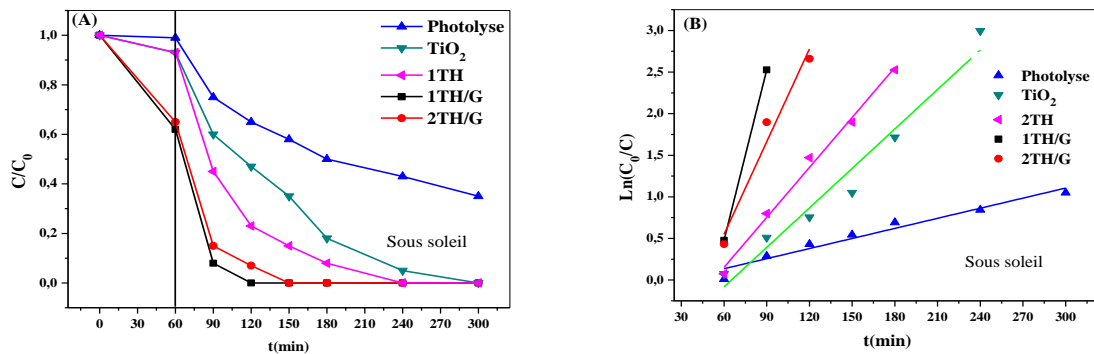 (A)
Photolyse
TiO2
1TH
1TH/G
2TH/G
1,0
0,8
0,6
0,4
0,2
0,0
C/C0
Sous soleil
0 30 60 90 120 150 180 210 240 270 300
t(min)
(B)
Photolyse
TiO2
2TH
1TH/G
2TH/G
3,0
2,5
2,0
1,5
1,0
0,5
0,0
Ln(C0/C)
Sous soleil
30 60 90 120 150 180 210 240 270 300
t(min)